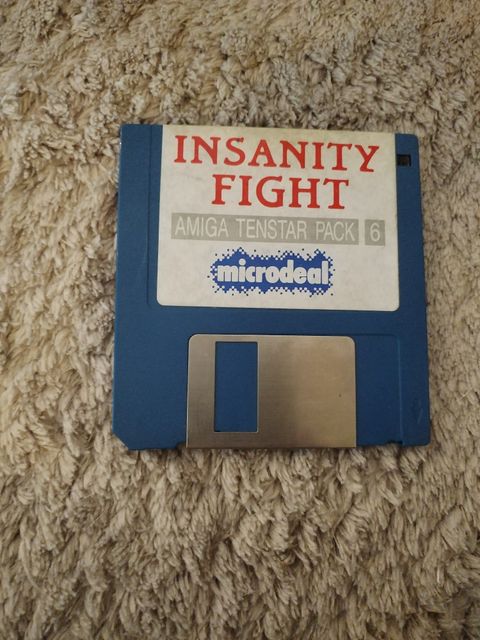 INSANITY
FIGHT
AMIGA TENSTAR PACK 6
microdeal